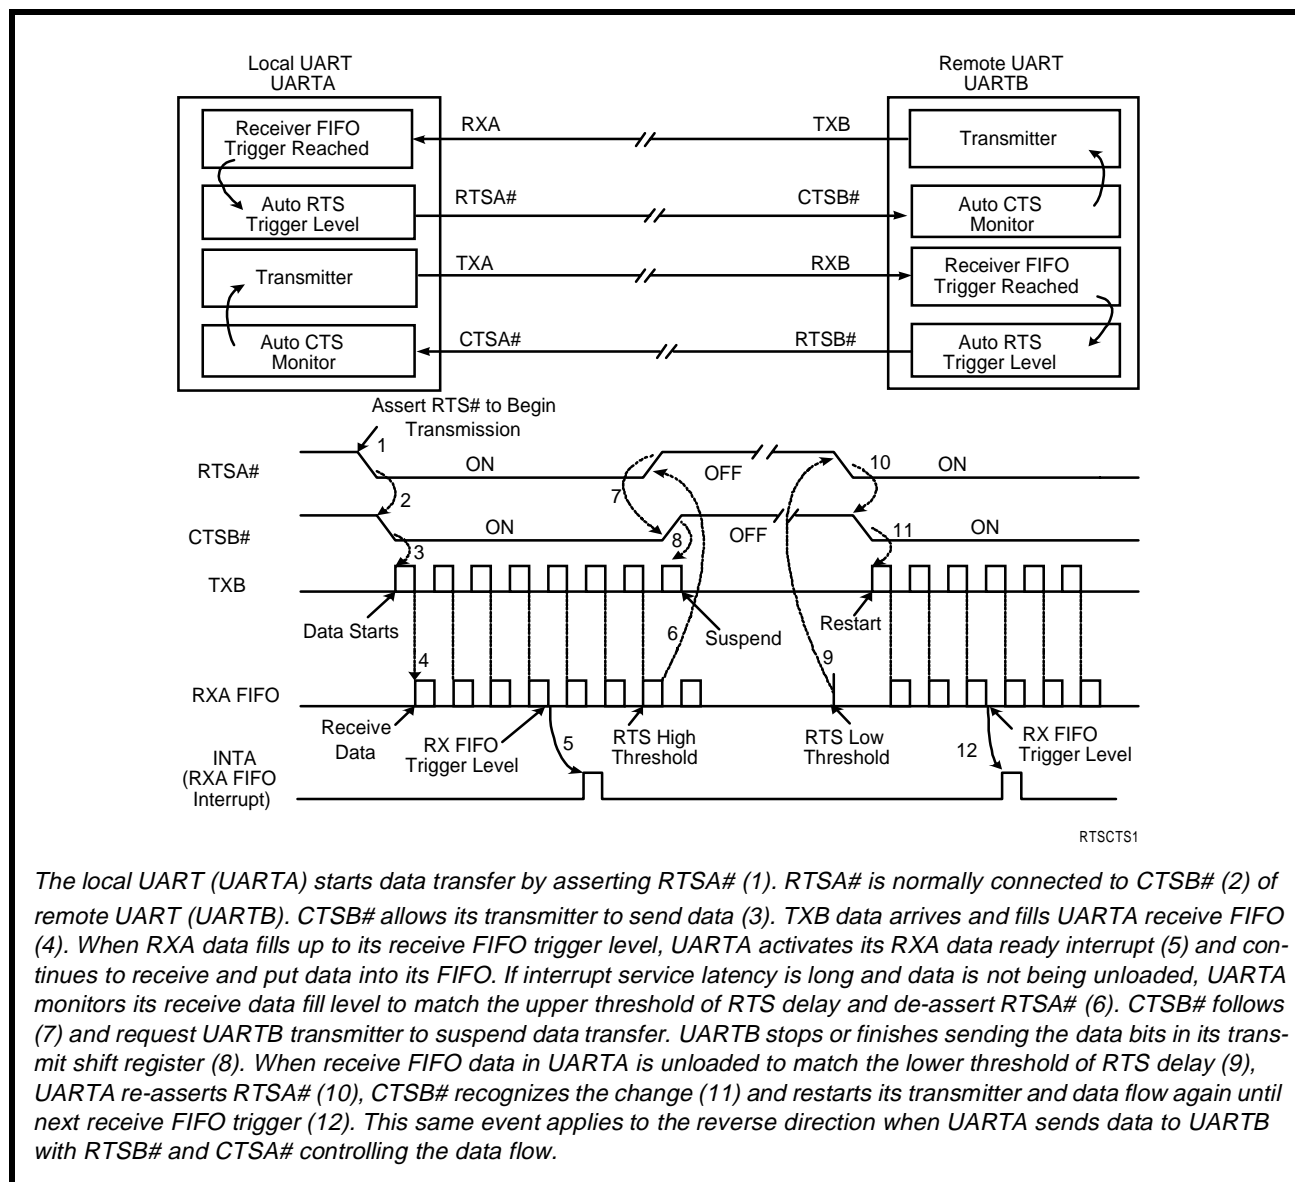 Local UART
UARTA
Remote UART
UARTB
Receiver FIFO
Trigger Reached
RXA
TXB
Transmitter
Auto RTS
Trigger Level
RTSA#
CTSB#
Auto CTS
Monitor
Transmitter
TXA
RXB
Receiver FIFO
Trigger Reached
Auto CTS
Monitor
CTSA#
RTSB#
Auto RTS
Trigger Level
Assert RTS# to Begin
Transmission
RTSA#
1
ON
7
OFF
10
ON
CTSB#
2
ON
8
OFF
11
ON
TXB
3
Data Starts
6
Suspend
Restart
4
9
RXA FIFO
Receive
Data
RX FIFO
Trigger Level
5
RTS High
Threshold
RTS Low
Threshold
12
RX FIFO
Trigger Level
INTA
(RXA FIFO
Interrupt)
RTSCTS1
The local UART (UARTA) starts data transfer by asserting RTSA# (1). RTSA# is normally connected to CTSB# (2) of
remote UART (UARTB). CTSB# allows its transmitter to send data (3). TXB data arrives and fills UARTA receive FIFO
(4). When RXA data fills up to its receive FIFO trigger level, UARTA activates its RXA data ready interrupt (5) and con-
tinues to receive and put data into its FIFO. If interrupt service latency is long and data is not being unloaded, UARTA
monitors its receive data fill level to match the upper threshold of RTS delay and de-assert RTSA# (6). CTSB# follows
(7) and request UARTB transmitter to suspend data transfer. UARTB stops or finishes sending the data bits in its trans-
mit shift register (8). When receive FIFO data in UARTA is unloaded to match the lower threshold of RTS delay (9),
UARTA re-asserts RTSA# (10), CTSB# recognizes the change (11) and restarts its transmitter and data flow again until
next receive FIFO trigger (12). This same event applies to the reverse direction when UARTA sends data to UARTB
with RTSB# and CTSA# controlling the data flow.